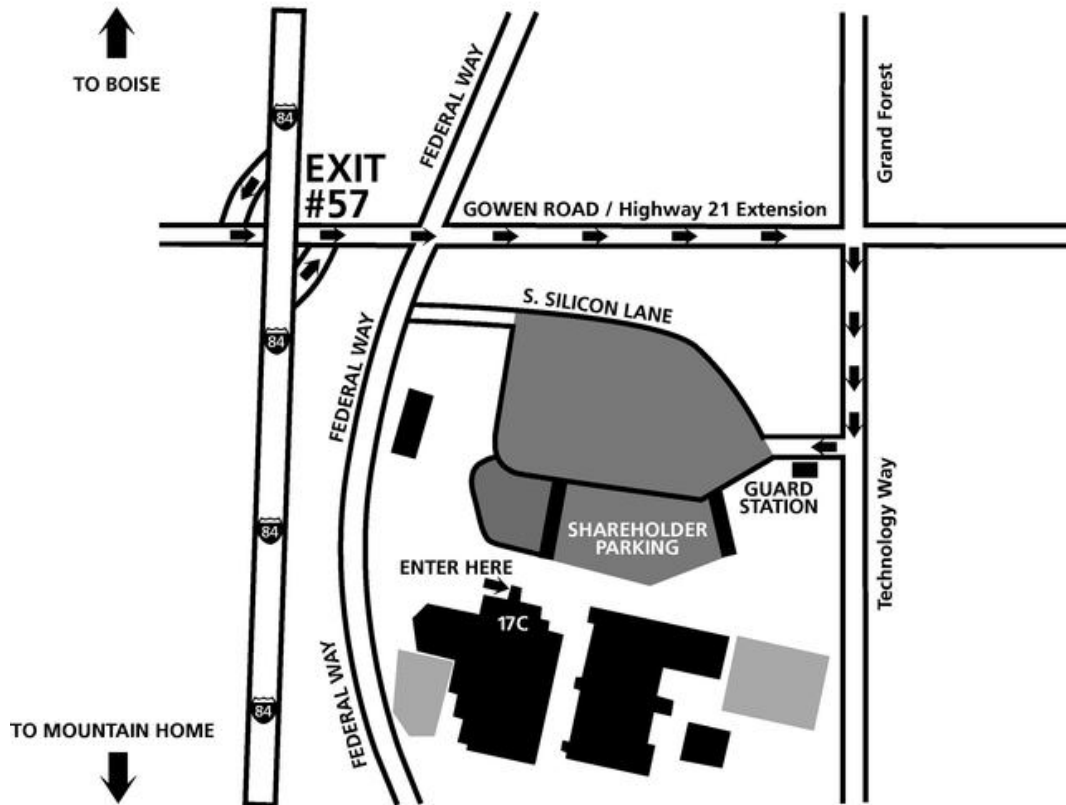 TO BOISE
84
EXIT
#57
FEDERAL WAY
Grand Forest
GOWEN ROAD / Highway 21 Extension
S. SILICON LANE
84
FEDERAL WAY
GUARD
STATION
SHAREHOLDER
PARKING
84
Technology Way
ENTER HERE
17C
FEDERAL WAY
84
TO MOUNTAIN HOME